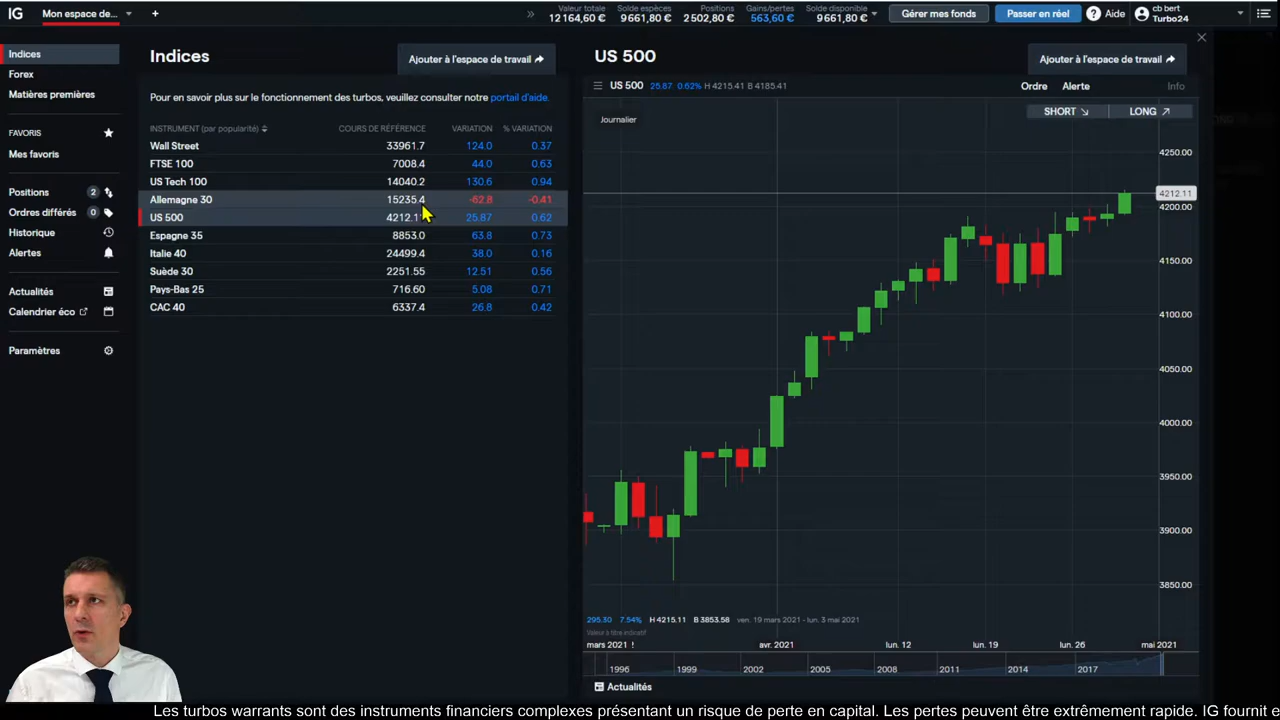 IG
Mon espace de...
+
Valeur totale
12 164,60 €
Solde espèces
9 661,80 €
Positions
2 502,80 €
Gains/pertes
563,60 €
Solde disponible
9 661,80 €
Gérer mes fonds
Passer en réel
? Aide
cb bert
Turbo24
Indices
Forex
Matières premières
FAVORIS
Mes favoris
Positions 2
Ordres différés 0
Historique
Alertes
Actualités
Calendrier éco
Paramètres
Indices
Ajouter à l'espace de travail
Pour en savoir plus sur le fonctionnement des turbos, veuillez consulter notre portail d'aide.
INSTRUMENT (par popularité) COURS DE RÉFÉRENCE VARIATION % VARIATION
Wall Street 33961.7 124.0 0.37
FTSE 100 7008.4 44.0 0.63
US Tech 100 14040.2 130.6 0.94
Allemagne 30 15235.4 -62.8 -0.41
US 500 4212.11 25.87 0.62
Espagne 35 8853.0 63.8 0.73
Italie 40 24499.4 38.0 0.16
Suède 30 2251.55 12.51 0.56
Pays-Bas 25 716.60 5.08 0.71
CAC 40 6337.4 26.8 0.42
US 500
Ajouter à l'espace de travail
US 500 25.87 0.62% H 4215.41 B 4185.41
Ordre Alerte Info
Journalier
SHORT LONG
4250.00
4212.11
4200.00
4150.00
4100.00
4050.00
4000.00
3950.00
3900.00
3850.00
295.30 7.54% H 4215.11 B 3853.58 ven. 19 mars 2021 - lun. 3 mai 2021
Valeur à titre indicatif
mars 2021 ! avr. 2021 lun. 12 lun. 19 lun. 26 mai 2021
1996 1999 2002 2005 2008 2011 2014 2017
Actualités
Les turbos warrants sont des instruments financiers complexes présentant un risque de perte en capital. Les pertes peuvent être extrêmement rapide. IG fournit e